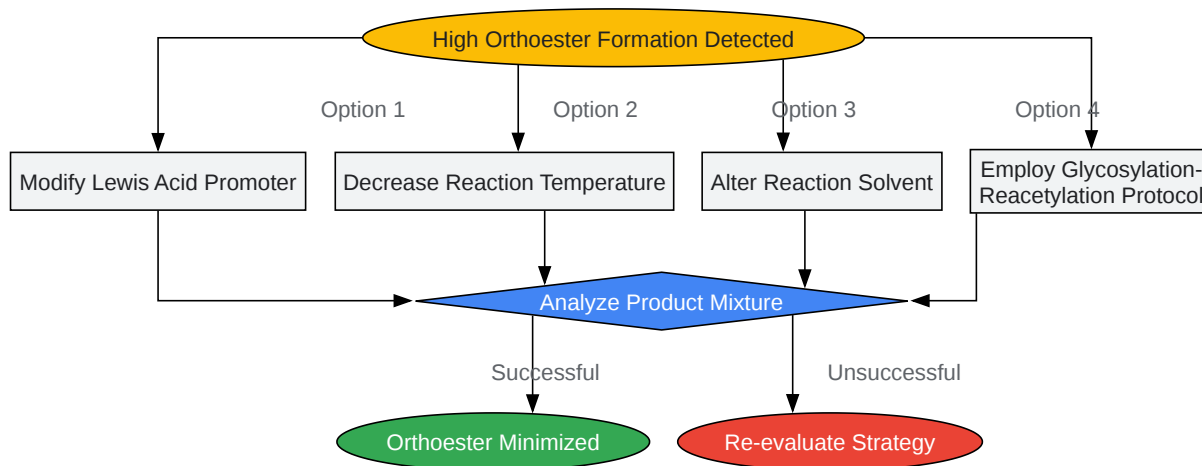 High Orthoester Formation Detected
Option 1
Option 2
Option 3
Option 4
Modify Lewis Acid Promoter
Decrease Reaction Temperature
Alter Reaction Solvent
Employ Glycosylation-
Reacetylation Protocol
Analyze Product Mixture
Successful
Unsuccessful
Orthoester Minimized
Re-evaluate Strategy